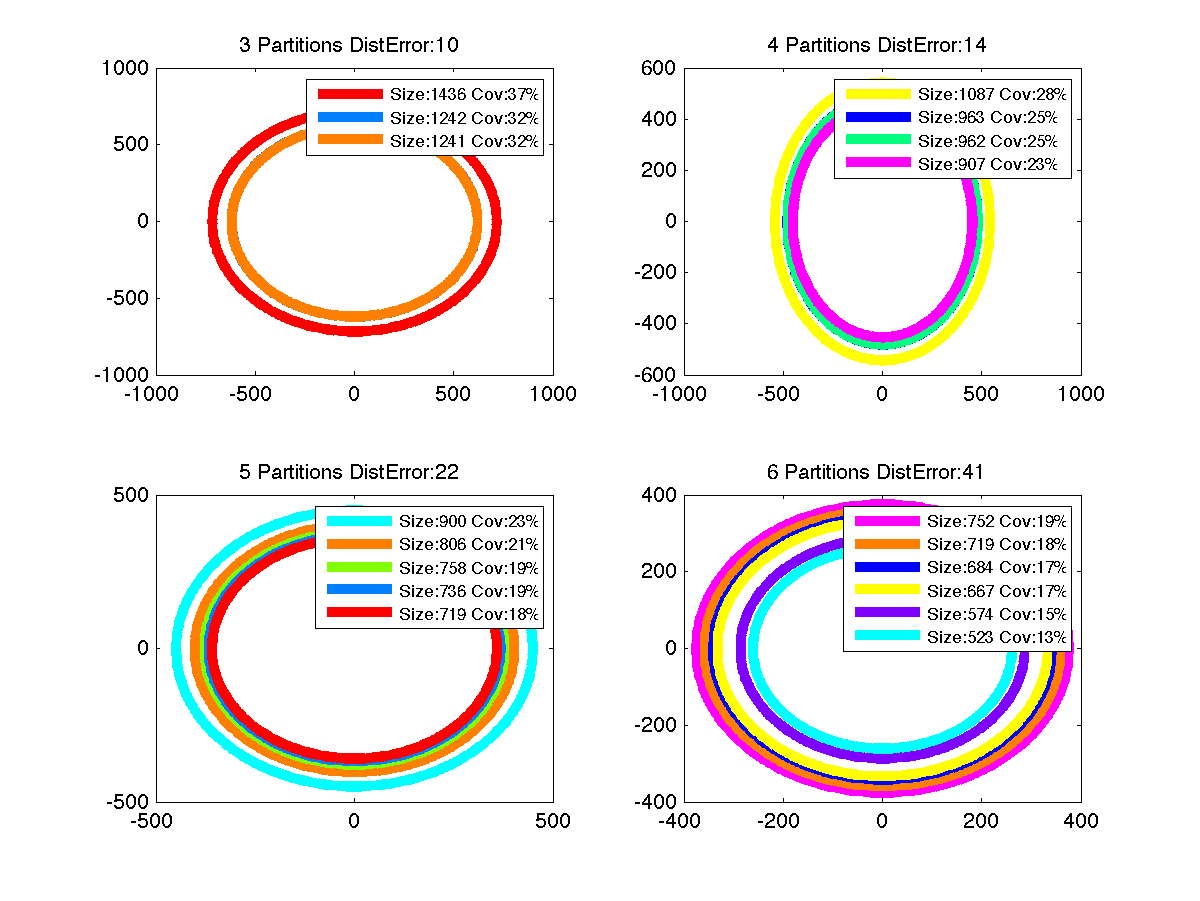 3 Partitions DistError:10
1000
500
0
-500
-1000
-1000
-500
0
500
1000
Size:1436 Cov:37%
Size:1242 Cov:32%
Size:1241 Cov:32%
4 Partitions DistError:14
600
400
200
0
-200
-400
-600
-1000
-500
0
500
1000
Size:1087 Cov:28%
Size:963 Cov:25%
Size:962 Cov:25%
Size:907 Cov:23%
5 Partitions DistError:22
500
0
-500
-500
0
500
Size:900 Cov:23%
Size:806 Cov:21%
Size:758 Cov:19%
Size:736 Cov:19%
Size:719 Cov:18%
6 Partitions DistError:41
400
200
0
-200
-400
-400
-200
0
200
400
Size:752 Cov:19%
Size:719 Cov:18%
Size:684 Cov:17%
Size:667 Cov:17%
Size:574 Cov:15%
Size:523 Cov:13%